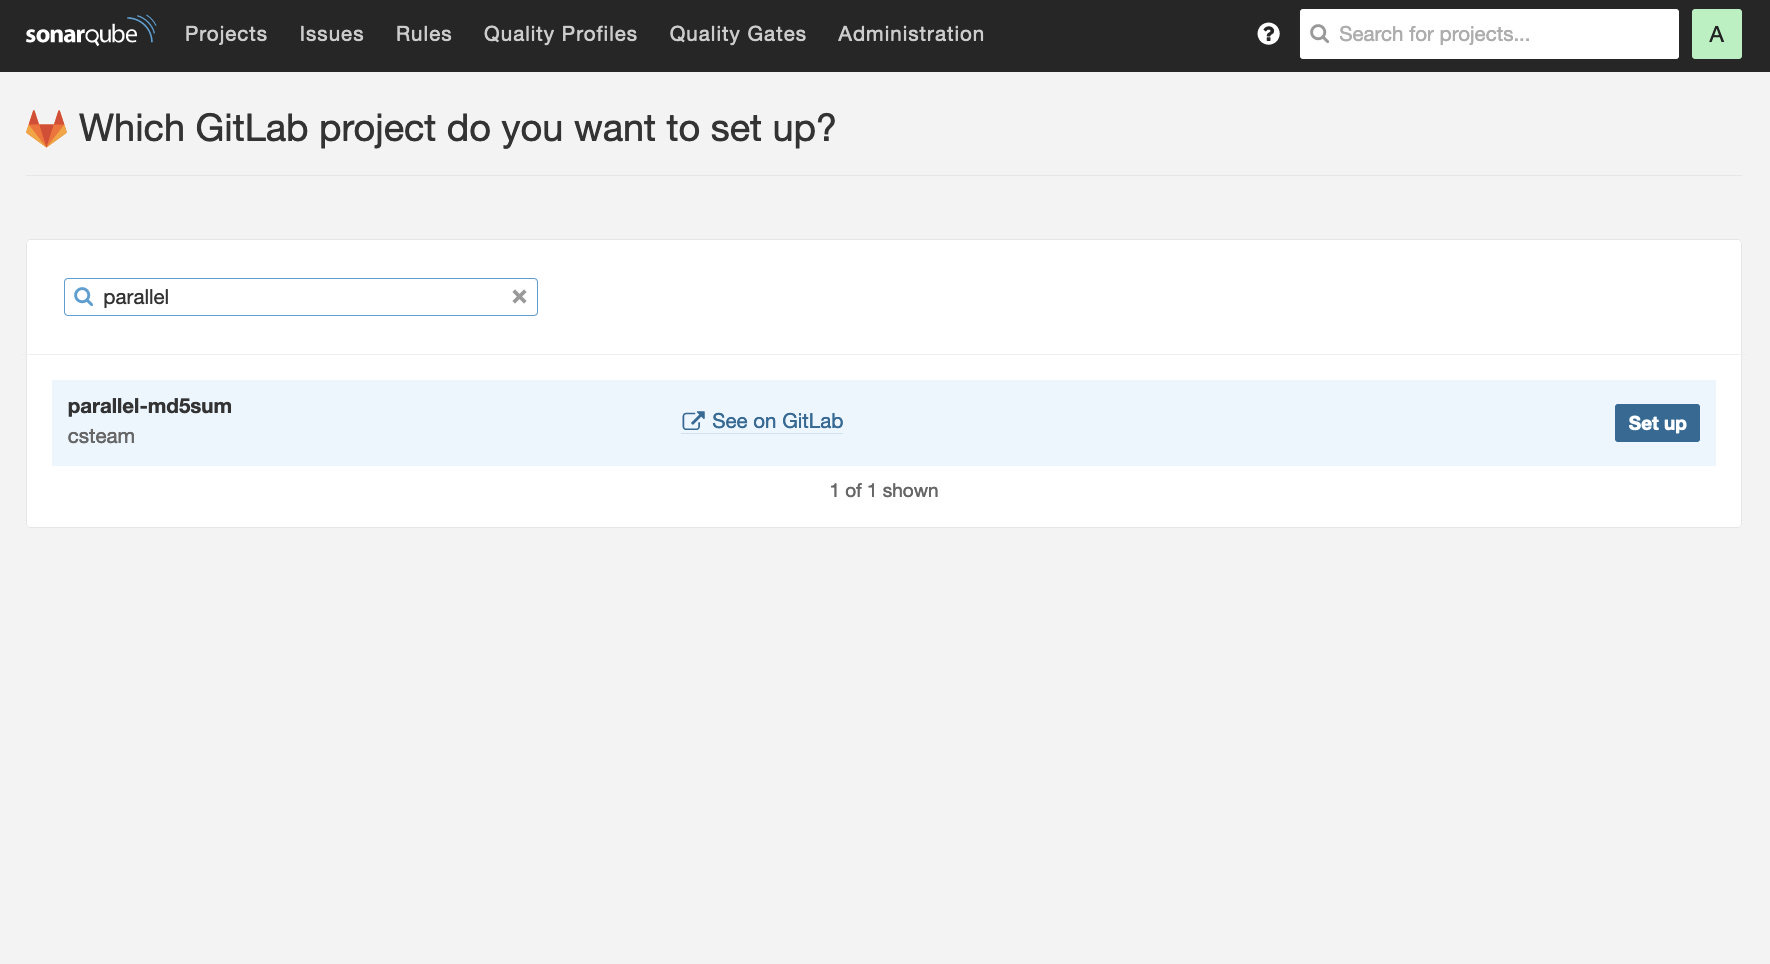 sonarqube Projects Issues Rules Quality Profiles Quality Gates Administration ? Search for projects... A
Which GitLab project do you want to set up?
parallel
parallel-md5sum
csteam
See on GitLab
Set up
1 of 1 shown